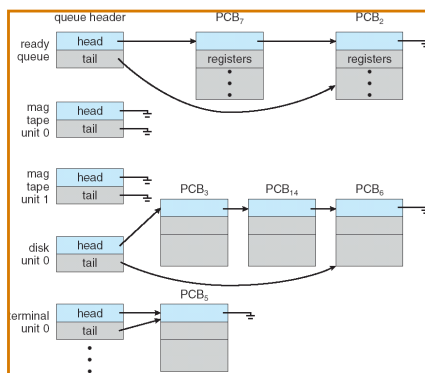 queue header PCB7 PCB2
ready queue
head
tail
registers
registers
mag tape unit 0
head
tail
mag tape unit 1
head
tail
PCB3 PCB14 PCB6
disk unit 0
head
tail
PCB5
erminal unit 0
head
tail